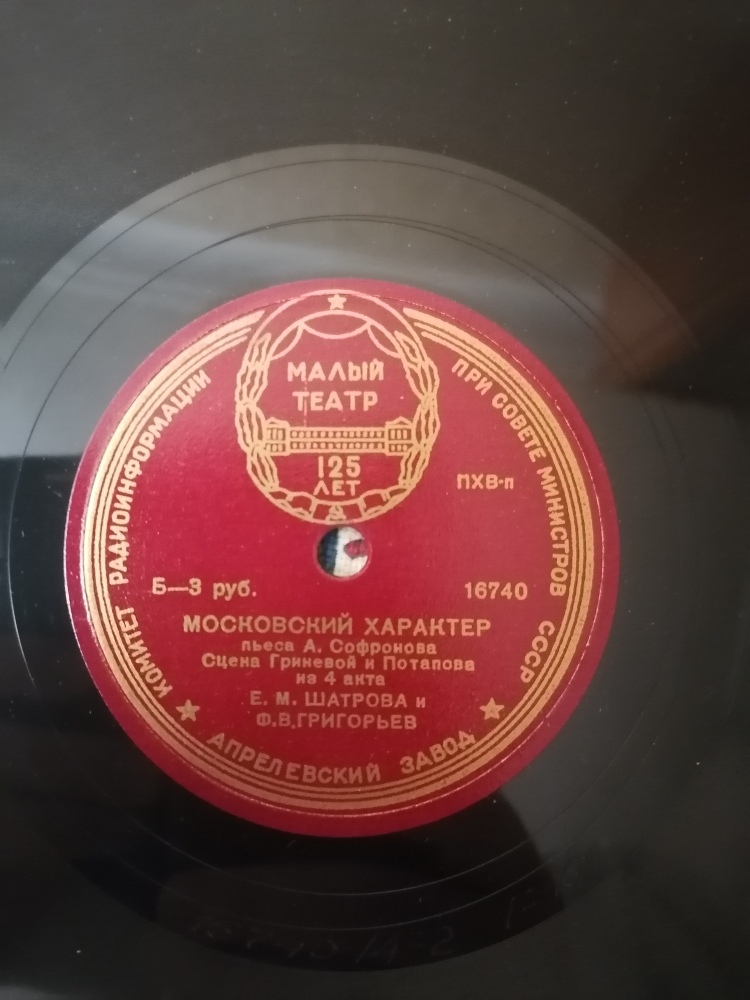 МАЛЫЙ
ТЕАТР
125
ЛЕТ
КОМИТЕТ РАДИОИНФОРМАЦИИ
ПРИ СОВЕТЕ МИНИСТРОВ СССР
ПХВ-п
Б—3 руб.
16740
МОСКОВСКИЙ ХАРАКТЕР
пьеса А. Софронова
Сцена Гриневой и Потапова
из 4 акта
Е. М. ШАТРОВА и
Ф.В.ГРИГОРЬЕВ
АПРЕЛЕВСКИЙ ЗАВОД